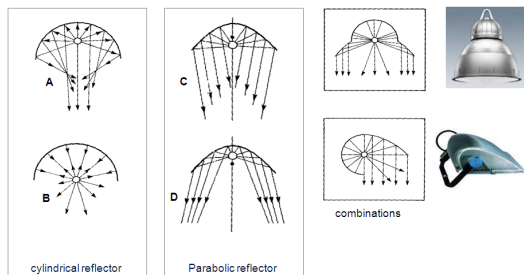 A
C
B
D
combinations
cylindrical reflector
Parabolic reflector